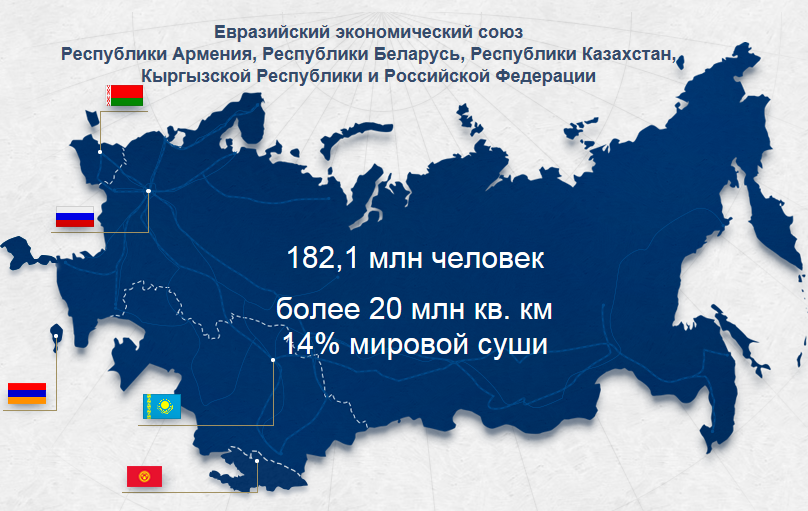 Евразийский экономический союз
Республики Армения, Республики Беларусь, Республики Казахстан,
Кыргызской Республики и Российской Федерации
182,1 млн человек
более 20 млн кв. км
14% мировой суши